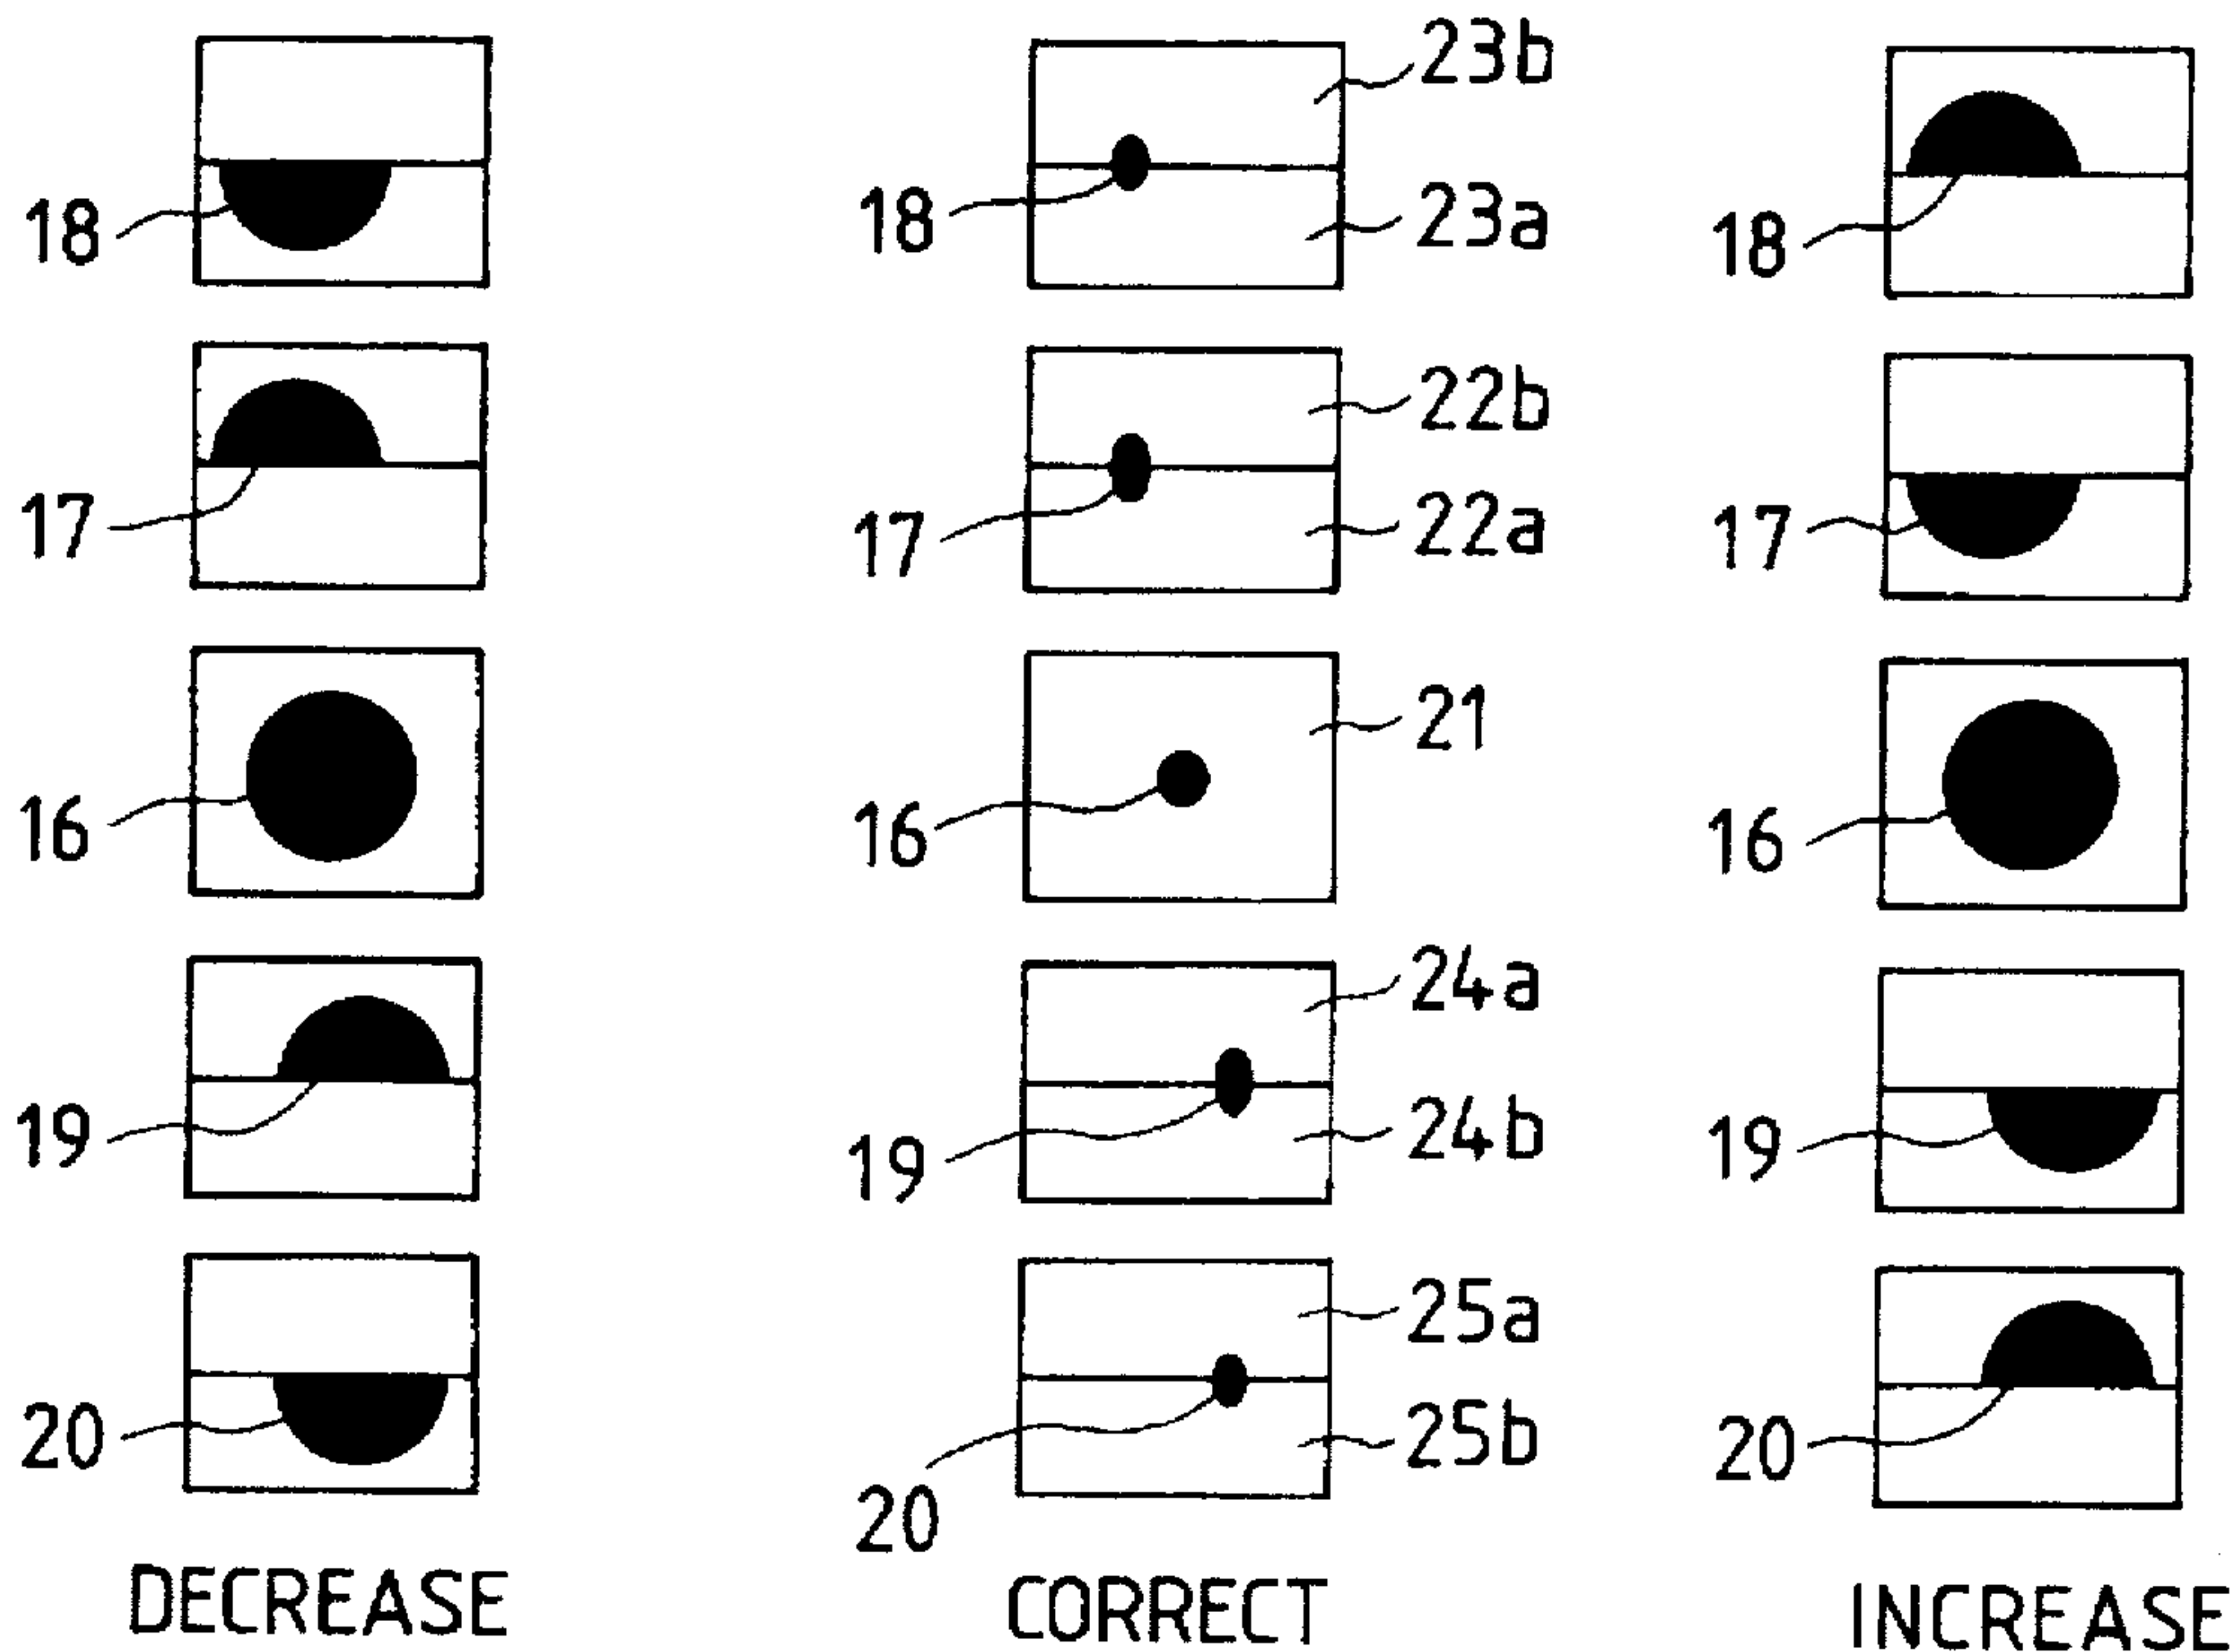 18 18 23b 23a 18
17 17 22b 22a 17
16 16 21 16
19 19 24a 24b 19
20 20 25a 25b 20
DECREASE CORRECT INCREASE